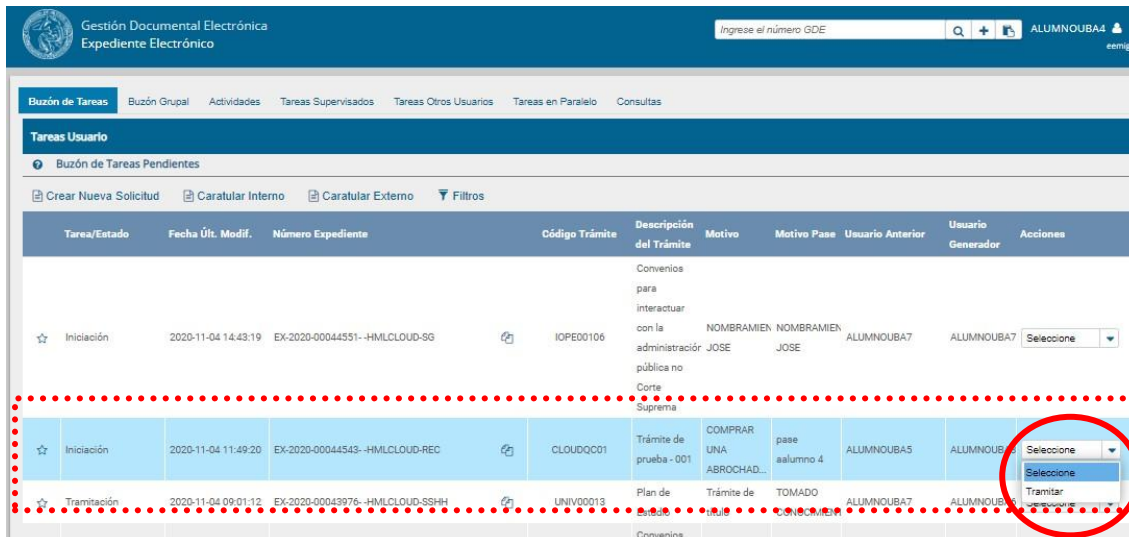 Gestión Documental Electrónica
Expediente Electrónico
Ingrese el número GDE
ALUMNOUBA4
eemig
Buzón de Tareas Buzón Grupal Actividades Tareas Supervisados Tareas Otros Usuarios Tareas en Paralelo Consultas
Tareas Usuario
Buzón de Tareas Pendientes
Crear Nueva Solicitud Caratular Interno Caratular Externo Filtros
Tarea/Estado Fecha Últ. Modif. Número Expediente Código Trámite Descripción del Trámite Motivo Motivo Pase Usuario Anterior Usuario Generador Acciones
Iniciación 2020-11-04 14:43:19 EX-2020-00044551- -HMLCLOUD-SG IOPE00106
Convenios
para
interactuar
con la
administración
pública no
Corte
Suprema
NOMBRAMIEN
JOSE
NOMBRAMIEN
JOSE
ALUMNOUBA7 ALUMNOUBA7 Seleccione
Iniciación 2020-11-04 11:49:20 EX-2020-00044543- -HMLCLOUD-REC CLOUDQC01
Trámite de
prueba - 001
COMPRAR
UNA
ABROCHAD...
pase
aalumno 4
ALUMNOUBA5 Seleccione
Seleccione
Tramitar
Tramitación 2020-11-04 09:01:12 EX-2020-00043976- -HMLCLOUD-SSHH UNIV00013
Plan de
Estudio
Trámite de
título
TOMADO
CONOCIMIENT
ALUMNOUBA7 Seleccione
Convenios